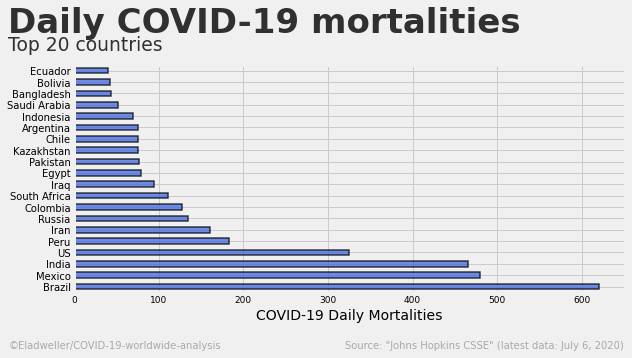 Daily COVID-19 mortalities
Top 20 countries
Ecuador
Bolivia
Bangladesh
Saudi Arabia
Indonesia
Argentina
Chile
Kazakhstan
Pakistan
Egypt
Iraq
South Africa
Colombia
Russia
Iran
Peru
US
India
Mexico
Brazil
0 100 200 300 400 500 600
COVID-19 Daily Mortalities
©Eladweller/COVID-19-worldwide-analysis Source: "Johns Hopkins CSSE" (latest data: July 6, 2020)